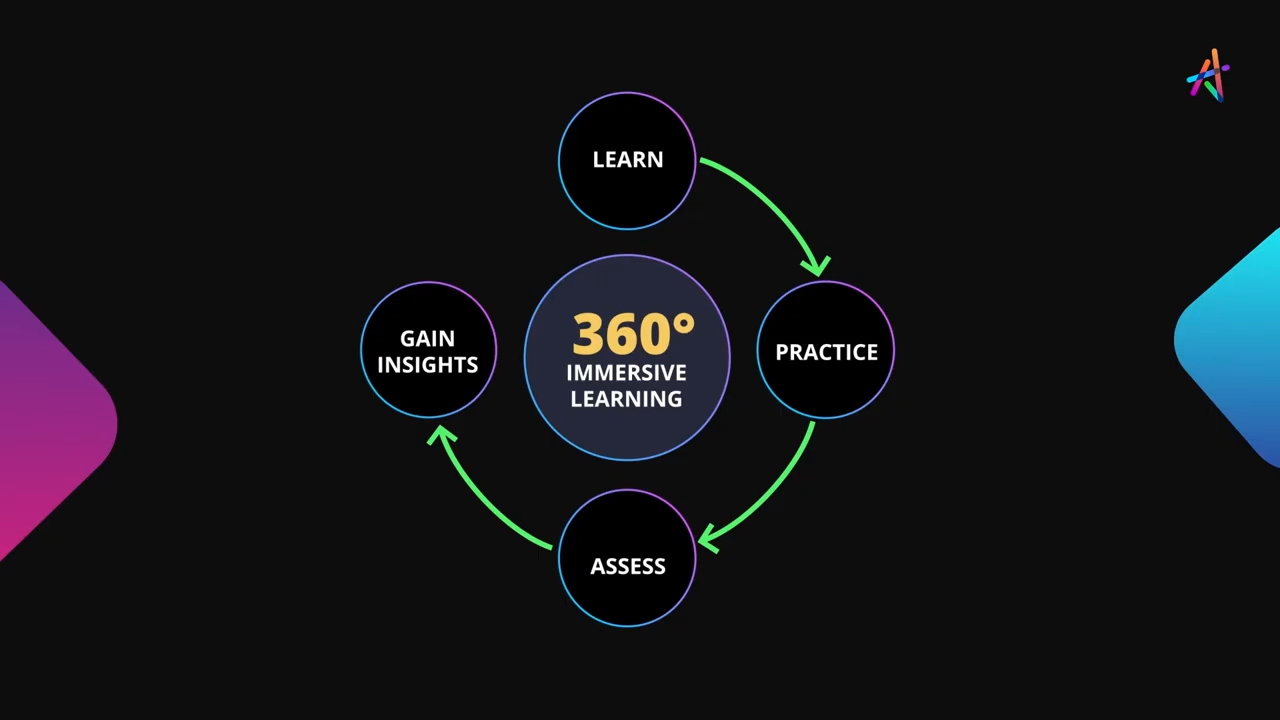 LEARN
GAIN
INSIGHTS
360°
IMMERSIVE
LEARNING
PRACTICE
ASSESS